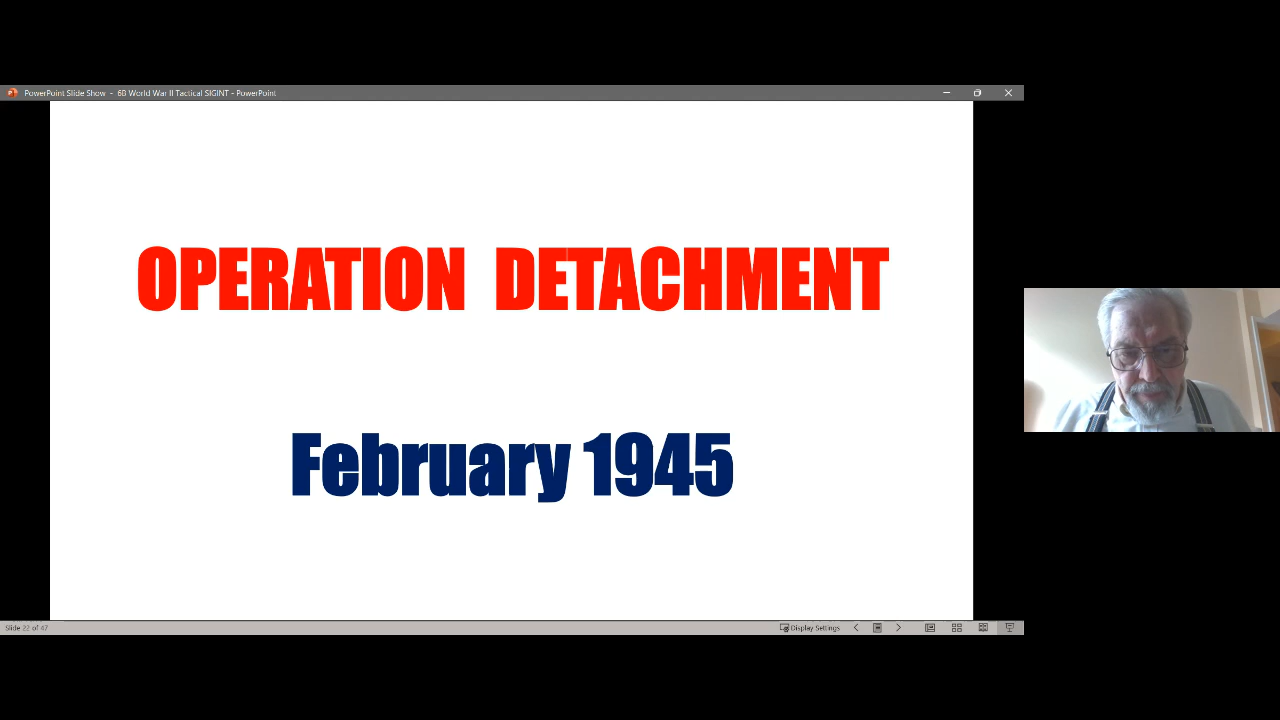 PowerPoint Slide Show - 6B World War II Tactical SIGINT - PowerPoint
OPERATION DETACHMENT
February 1945
Slide 22 of 47
Display Settings